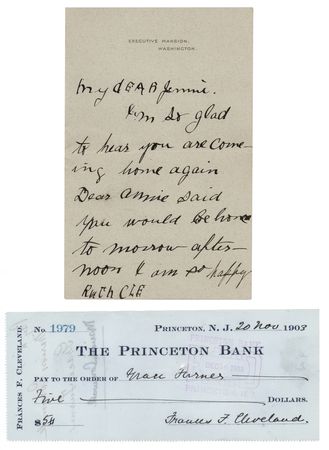 EXECUTIVE MANSION,
WASHINGTON.
My dEAR Jennie.
I'm so glad
to hear you are com-
ing home again
Dear Annie said
you would be home
to morrow after-
noon I am so happy
RUTH CLE
FRANCES F. CLEVELAND.
No. 1979
PRINCETON, N. J. 20 Nov 1903
THE PRINCETON BANK
PAY TO THE ORDER OF Grace Furnes
Five DOLLARS.
$5
Frances F. Cleveland.